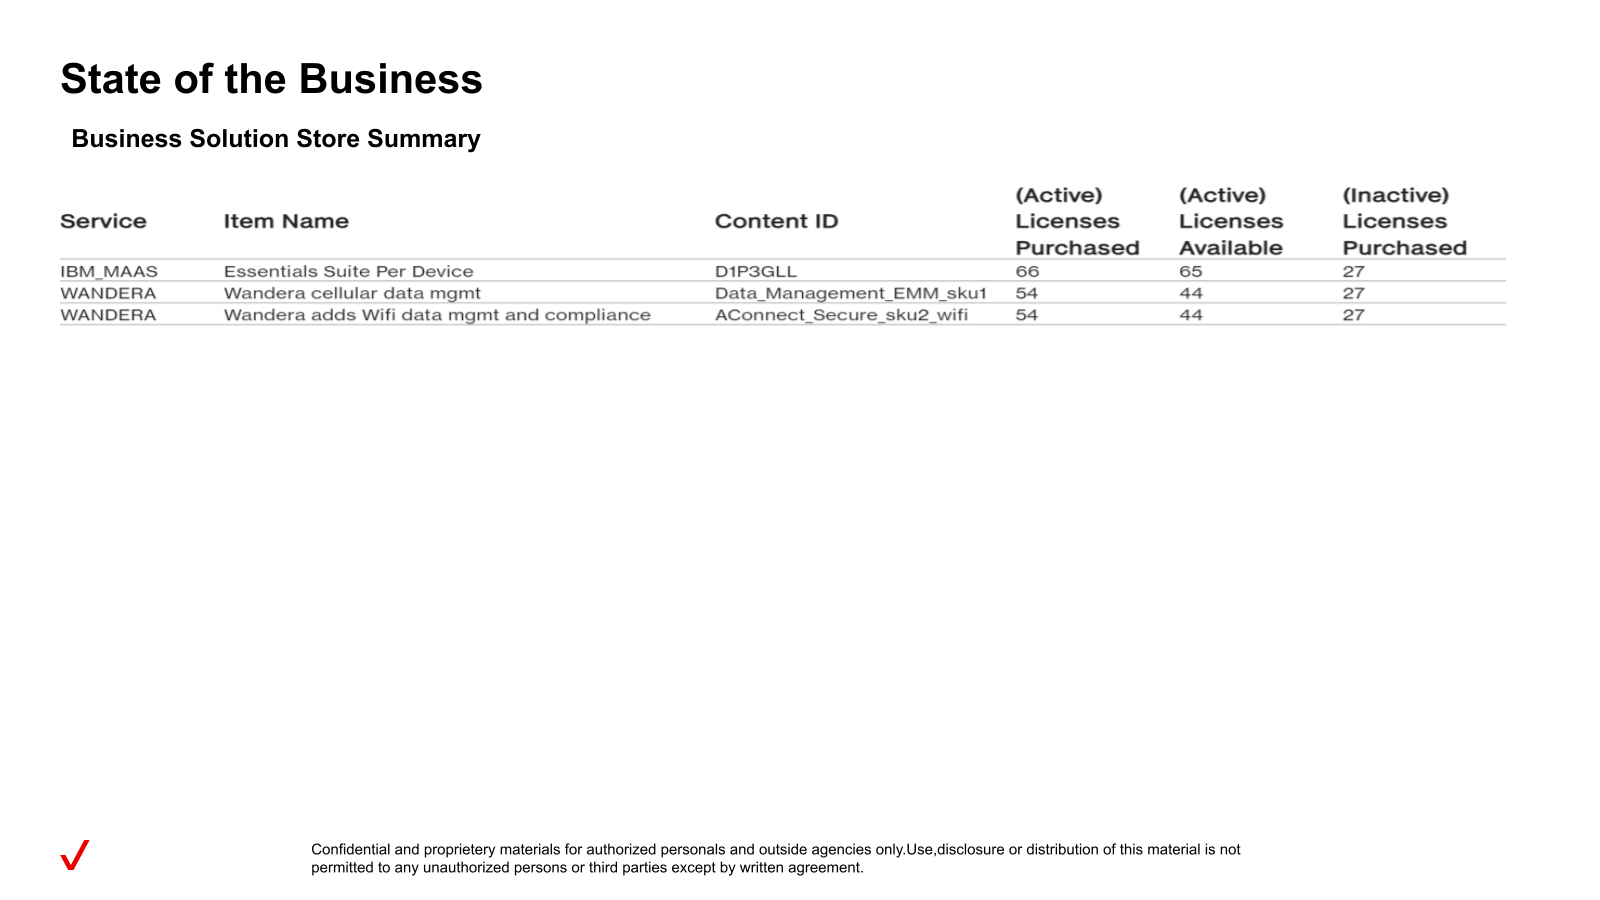 State of the Business
Business Solution Store Summary
Service Item Name Content ID (Active) Licenses Purchased (Active) Licenses Available (Inactive) Licenses Purchased
IBM_MAAS Essentials Suite Per Device D1P3GLL 66 65 27
WANDERA Wandera cellular data mgmt Data_Management_EMM_sku1 54 44 27
WANDERA Wandera adds Wifi data mgmt and compliance AConnect_Secure_sku2_wifi 54 44 27
Confidential and proprietery materials for authorized personals and outside agencies only.Use,disclosure or distribution of this material is not
permitted to any unauthorized persons or third parties except by written agreement.